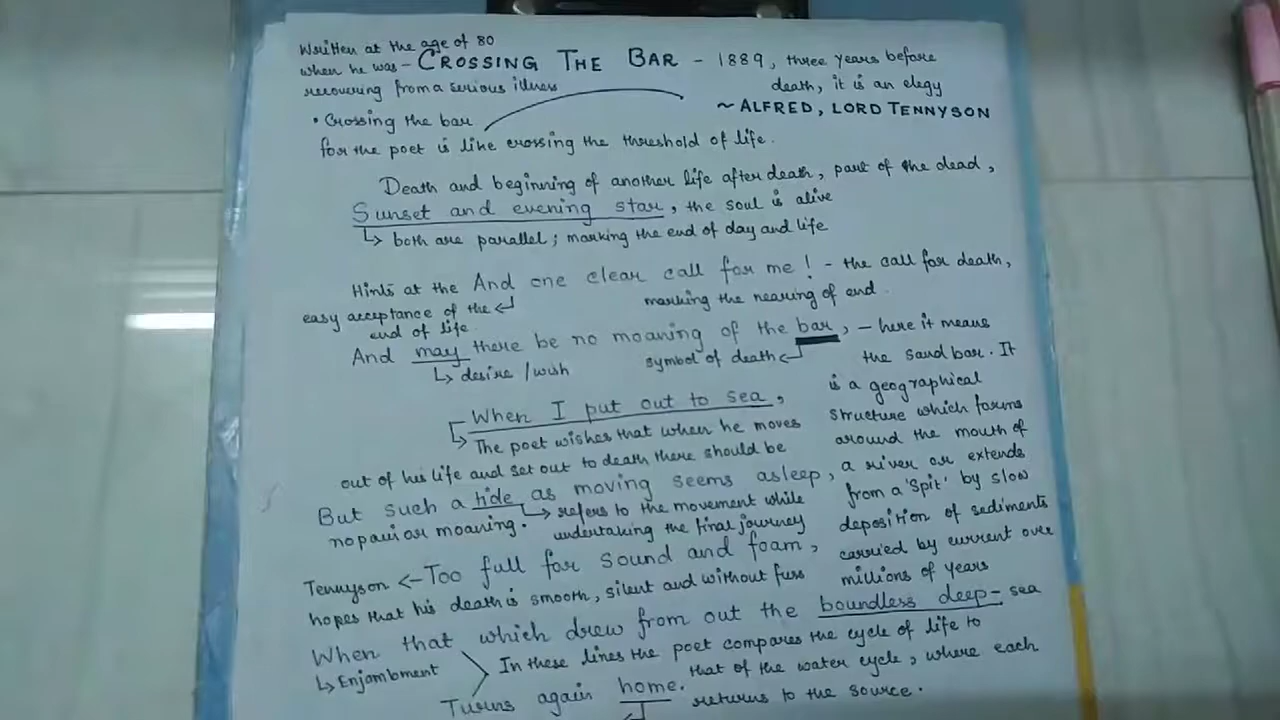 Written at the age of 80
when he was - CROSSING THE BAR - 1889, three years before
recovering from a serious illness death, it is an elegy
~ ALFRED, LORD TENNYSON
• Crossing the bar
for the poet is like crossing the threshold of life.
Death and beginning of another life after death, part of the dead,
Sunset and evening star, the soul is alive
↳ both are parallel; marking the end of day and life
Hints at the And one clear call for me! - the call for death,
easy acceptance of the ↵ marking the nearing of end.
end of life.
And may there be no moaning of the bar, - here it means
↳ desire / wish symbol of death ↵ the sand bar. It
is a geographical
When I put out to sea, structure which forms
↳ The poet wishes that when he moves around the mouth of
out of his life and set out to death there should be
But such a tide as moving seems asleep, a river or extends
no pain or moaning. ↳ refers to the movement while from a 'spit' by slow
undertaking the final journey deposition of sediments
Tennyson <- Too full for sound and foam, carried by current over
hopes that his death is smooth, silent and without fuss millions of years
When that which drew from out the boundless deep - sea
↳ Enjambment In these lines the poet compares the cycle of life to
Turns again home. that of the water cycle, where each
returns to the source.